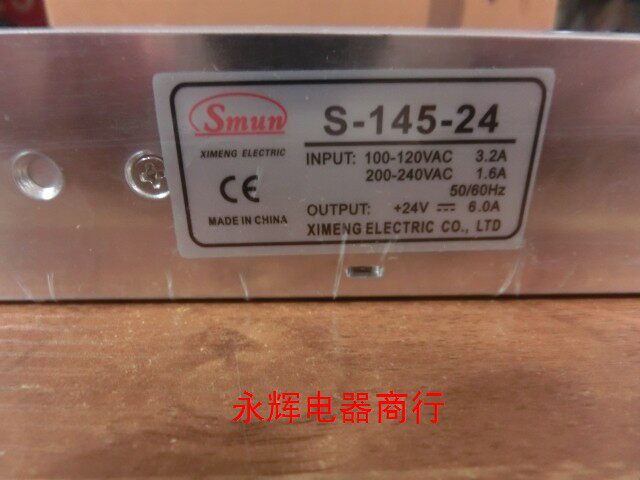 Smun
XIMENG ELECTRIC
CE
MADE IN CHINA
S-145-24
INPUT: 100-120VAC 3.2A
200-240VAC 1.6A
50/60Hz
OUTPUT: +24V ⎓ 6.0A
XIMENG ELECTRIC CO., LTD
永辉电器商行